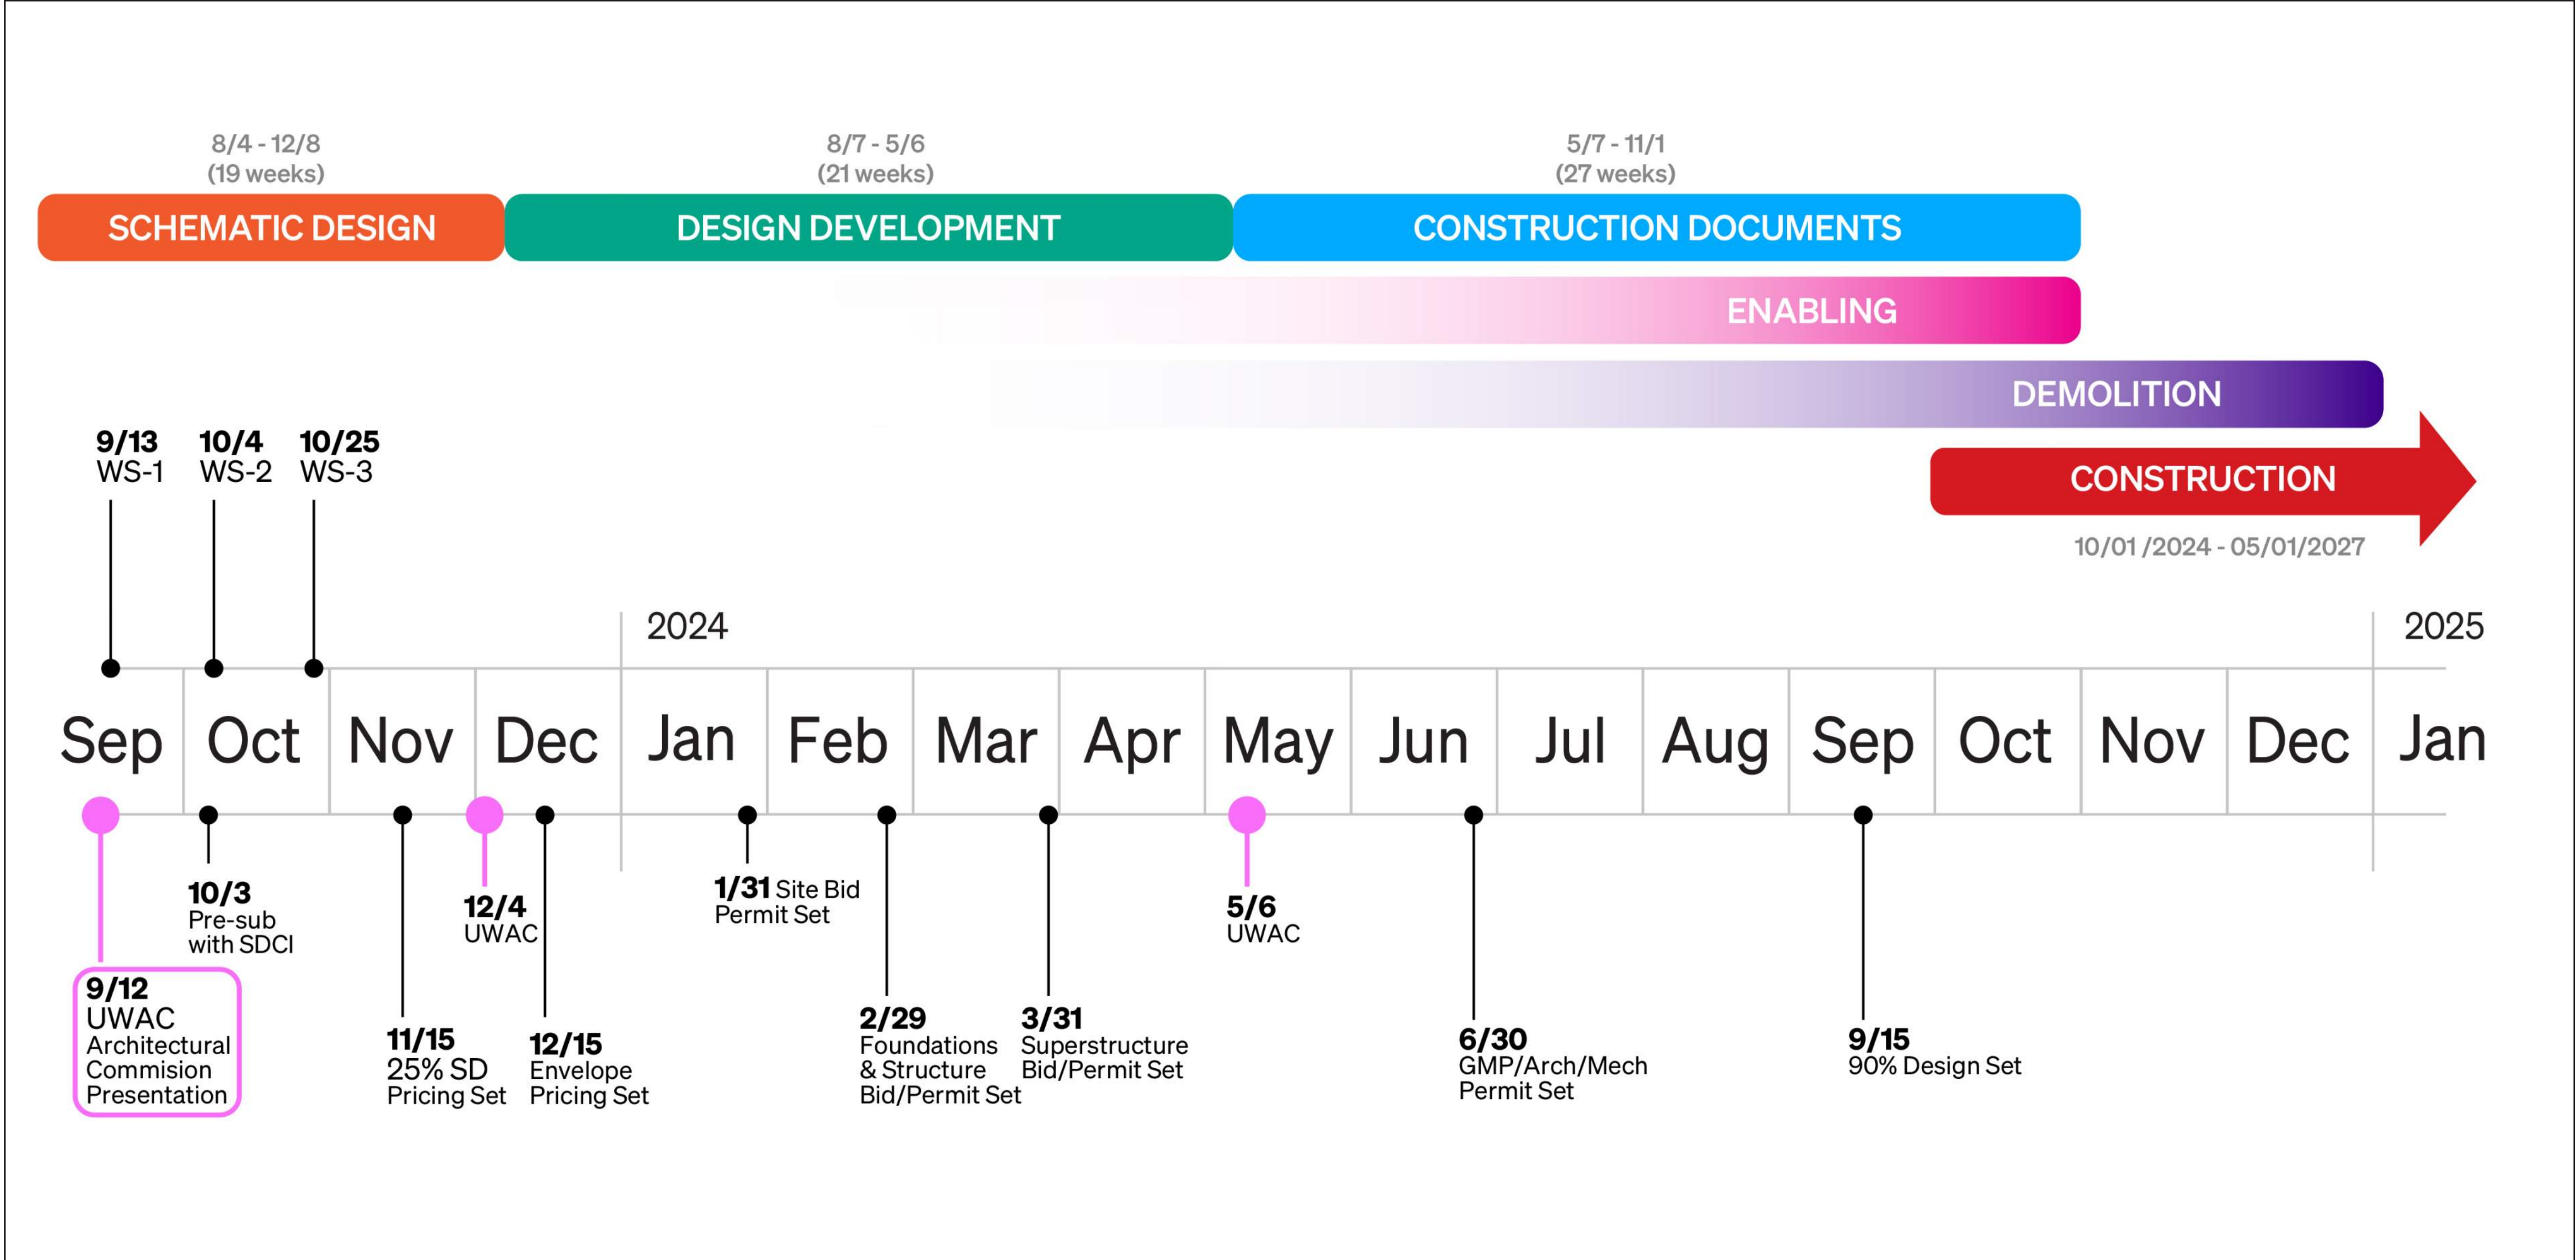 8/4 - 12/8
(19 weeks)
8/7 - 5/6
(21 weeks)
5/7 - 11/1
(27 weeks)
SCHEMATIC DESIGN
DESIGN DEVELOPMENT
CONSTRUCTION DOCUMENTS
ENABLING
DEMOLITION
CONSTRUCTION
10/01 /2024 - 05/01/2027
9/13
WS-1
10/4
WS-2
10/25
WS-3
2024
2025
Sep
Oct
Nov
Dec
Jan
Feb
Mar
Apr
May
Jun
Jul
Aug
Sep
Oct
Nov
Dec
Jan
9/12
UWAC
Architectural
Commision
Presentation
10/3
Pre-sub
with SDCI
11/15
25% SD
Pricing Set
12/4
UWAC
12/15
Envelope
Pricing Set
1/31 Site Bid
Permit Set
2/29
Foundations
& Structure
Bid/Permit Set
3/31
Superstructure
Bid/Permit Set
5/6
UWAC
6/30
GMP/Arch/Mech
Permit Set
9/15
90% Design Set